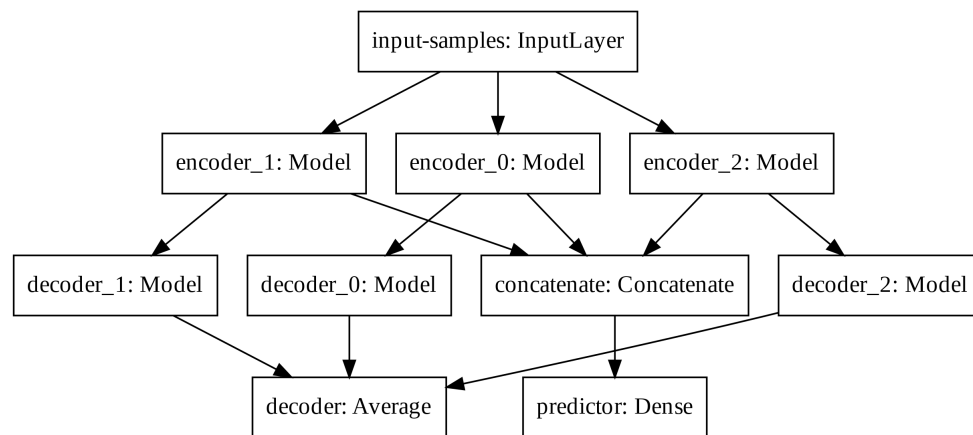 input-samples: InputLayer
encoder_1: Model
encoder_0: Model
encoder_2: Model
decoder_1: Model
decoder_0: Model
concatenate: Concatenate
decoder_2: Model
decoder: Average
predictor: Dense